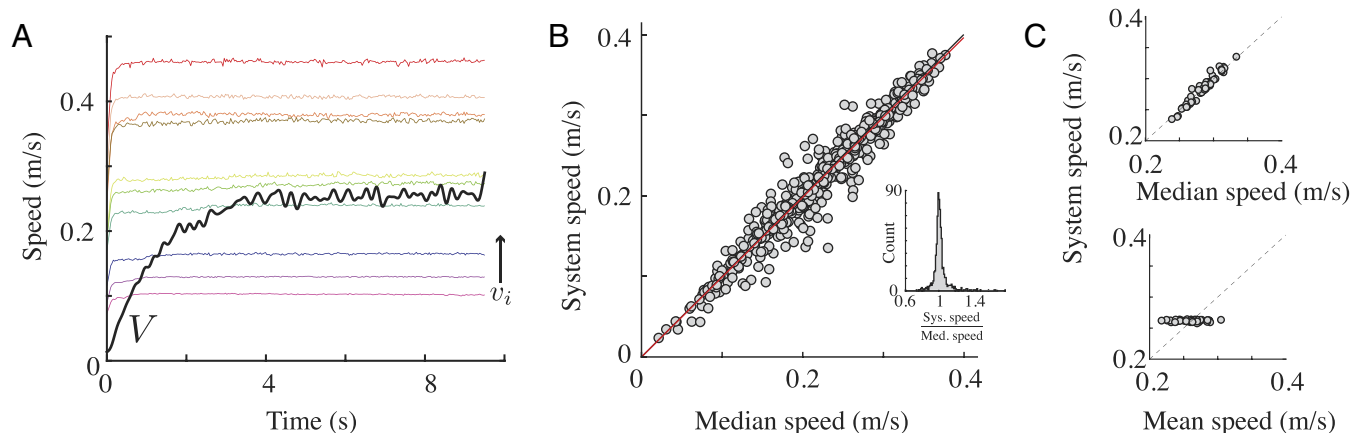 A
Speed (m/s)
0.4
0.2
0
V
v_i
0
4
8
Time (s)
B
System speed (m/s)
0.4
0.2
0
0
0.2
0.4
Median speed (m/s)
Count
90
0
0.6
1
1.4
Sys. speed
Med. speed
C
System speed (m/s)
0.4
0.2
0.2
0.4
Median speed (m/s)
0.4
0.2
0.2
0.4
Mean speed (m/s)